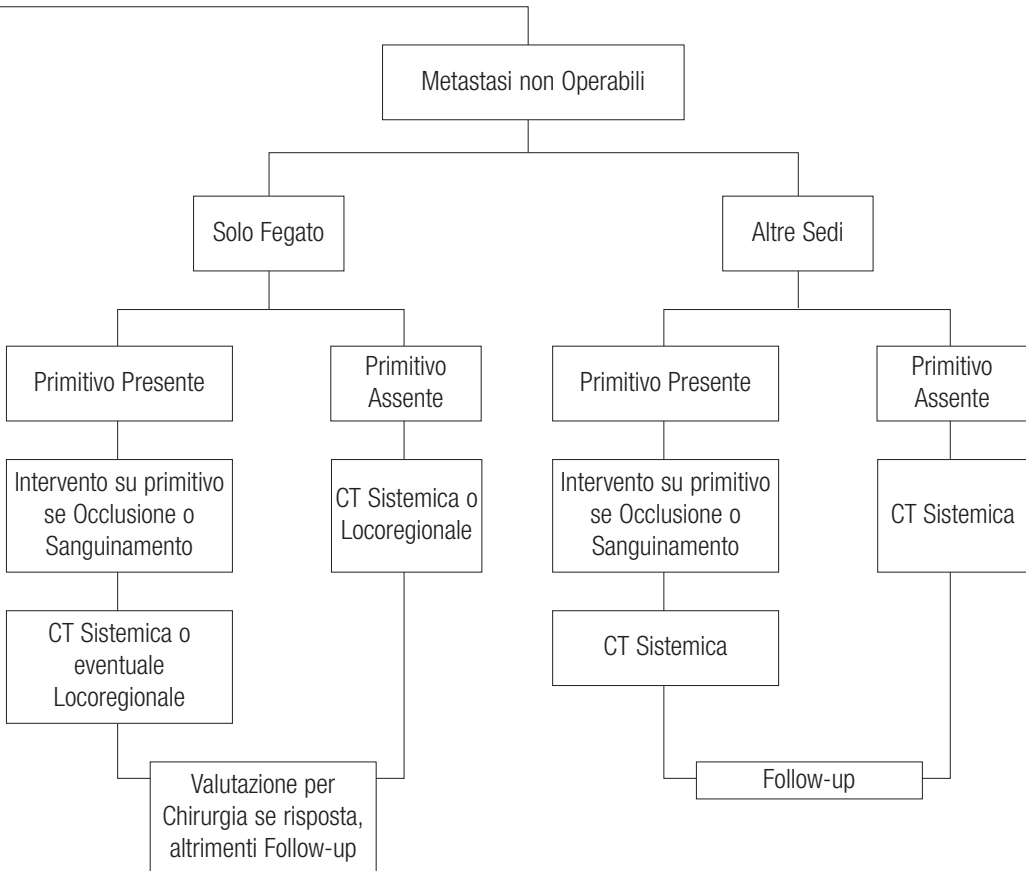 Metastasi non Operabili
Solo Fegato
Altre Sedi
Primitivo Presente
Primitivo
Assente
Primitivo Presente
Primitivo
Assente
Intervento su primitivo
se Occlusione o
Sanguinamento
CT Sistemica o
Locoregionale
Intervento su primitivo
se Occlusione o
Sanguinamento
CT Sistemica
CT Sistemica o
eventuale
Locoregionale
CT Sistemica
Valutazione per
Chirurgia se risposta,
altrimenti Follow-up
Follow-up